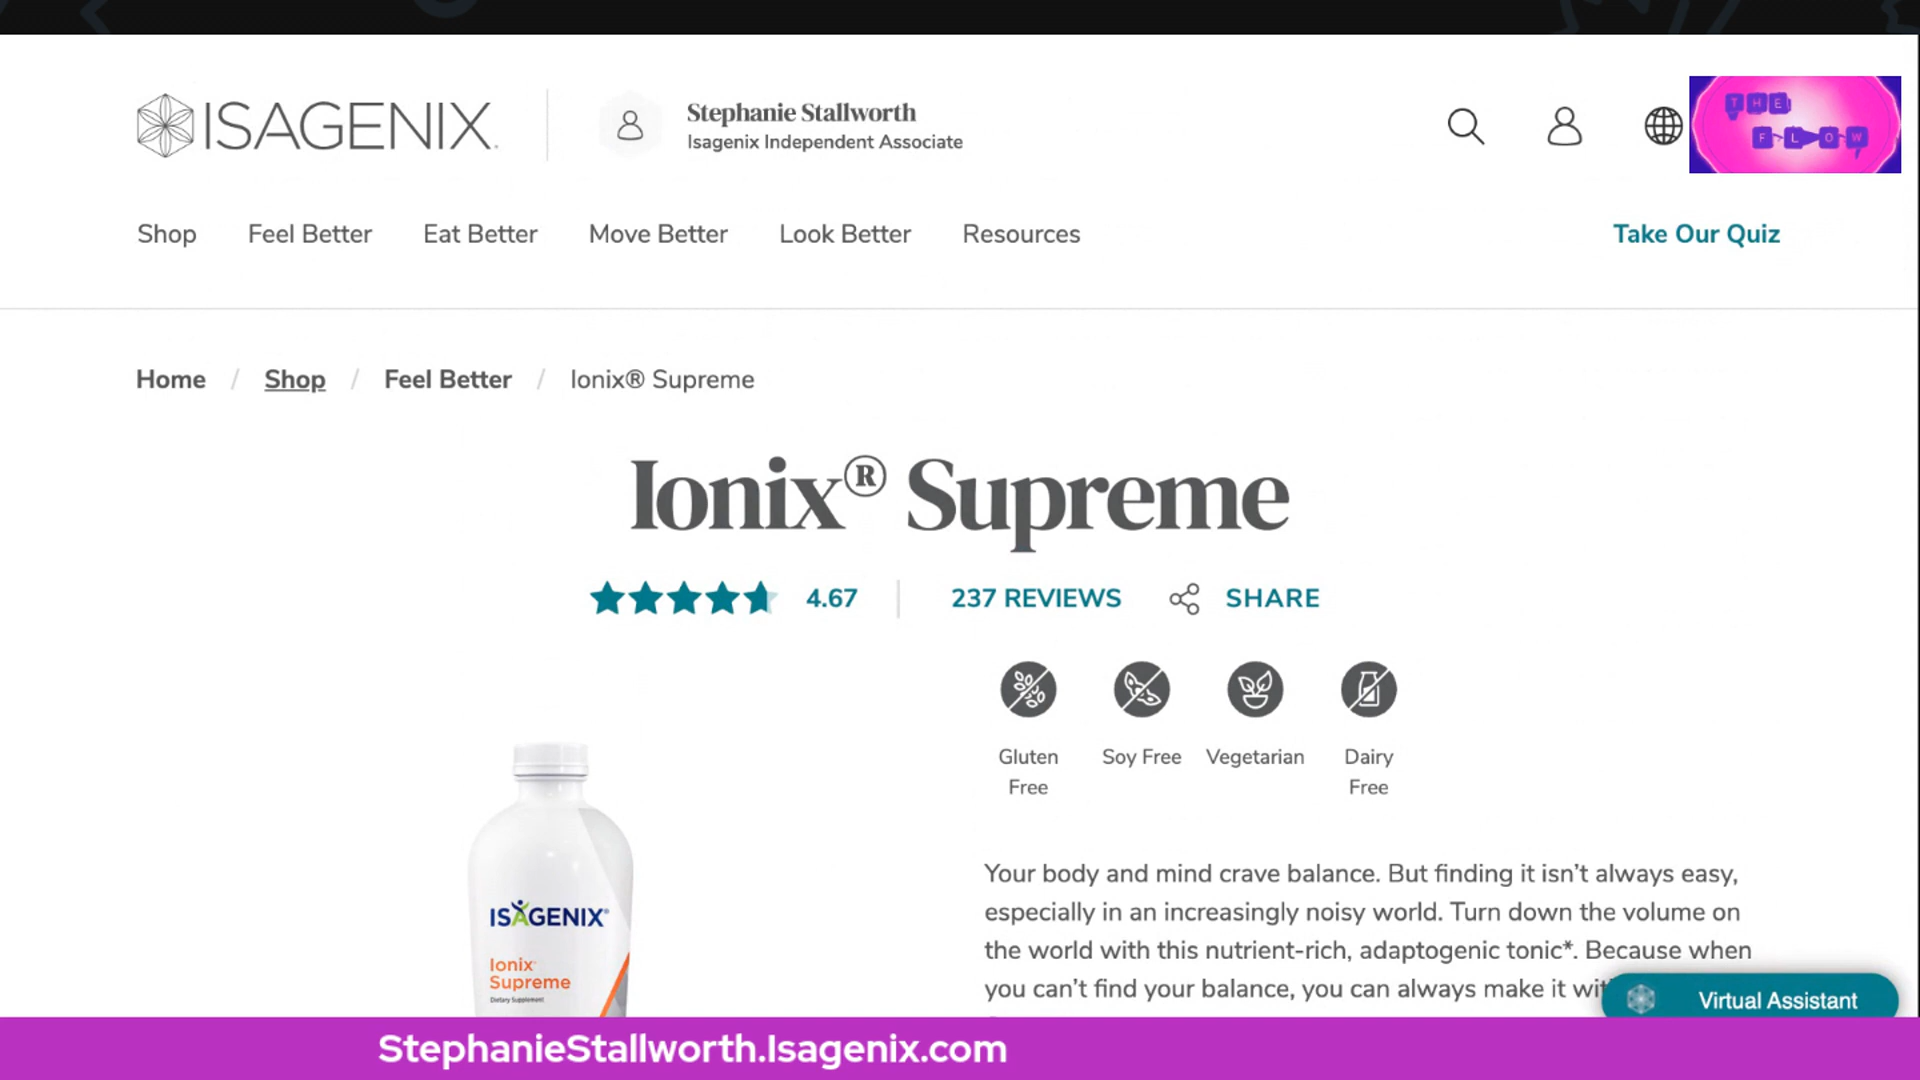 ISAGENIX
Stephanie Stallworth
Isagenix Independent Associate
THE
FLOW
Shop
Feel Better
Eat Better
Move Better
Look Better
Resources
Take Our Quiz
Home / Shop / Feel Better / Ionix® Supreme
Ionix® Supreme
4.67
237 REVIEWS
SHARE
Gluten
Free
Soy Free
Vegetarian
Dairy
Free
ISAGENIX®
Ionix
Supreme
Dietary Supplement
Your body and mind crave balance. But finding it isn't always easy,
especially in an increasingly noisy world. Turn down the volume on
the world with this nutrient-rich, adaptogenic tonic*. Because when
you can't find your balance, you can always make it
Virtual Assistant
StephanieStallworth.Isagenix.com